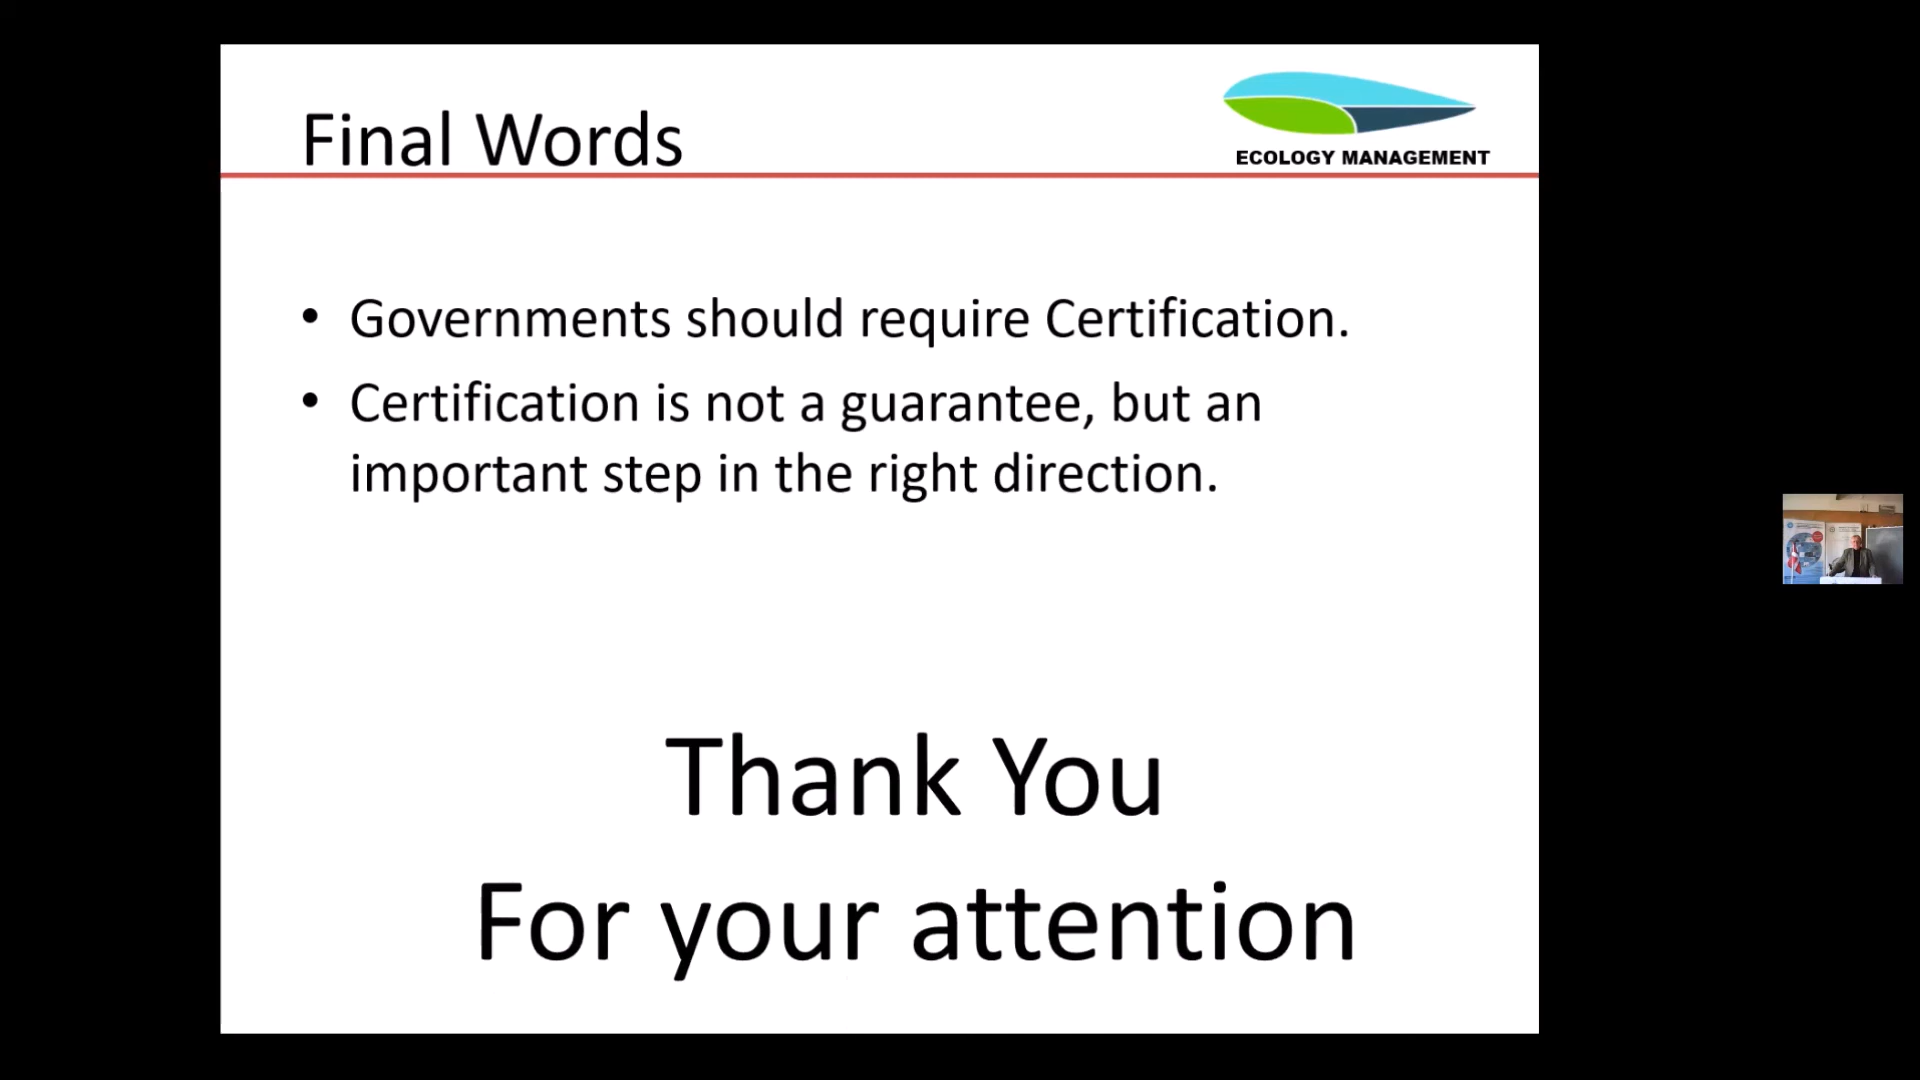 Final Words
ECOLOGY MANAGEMENT
• Governments should require Certification.
• Certification is not a guarantee, but an
important step in the right direction.
Thank You
For your attention